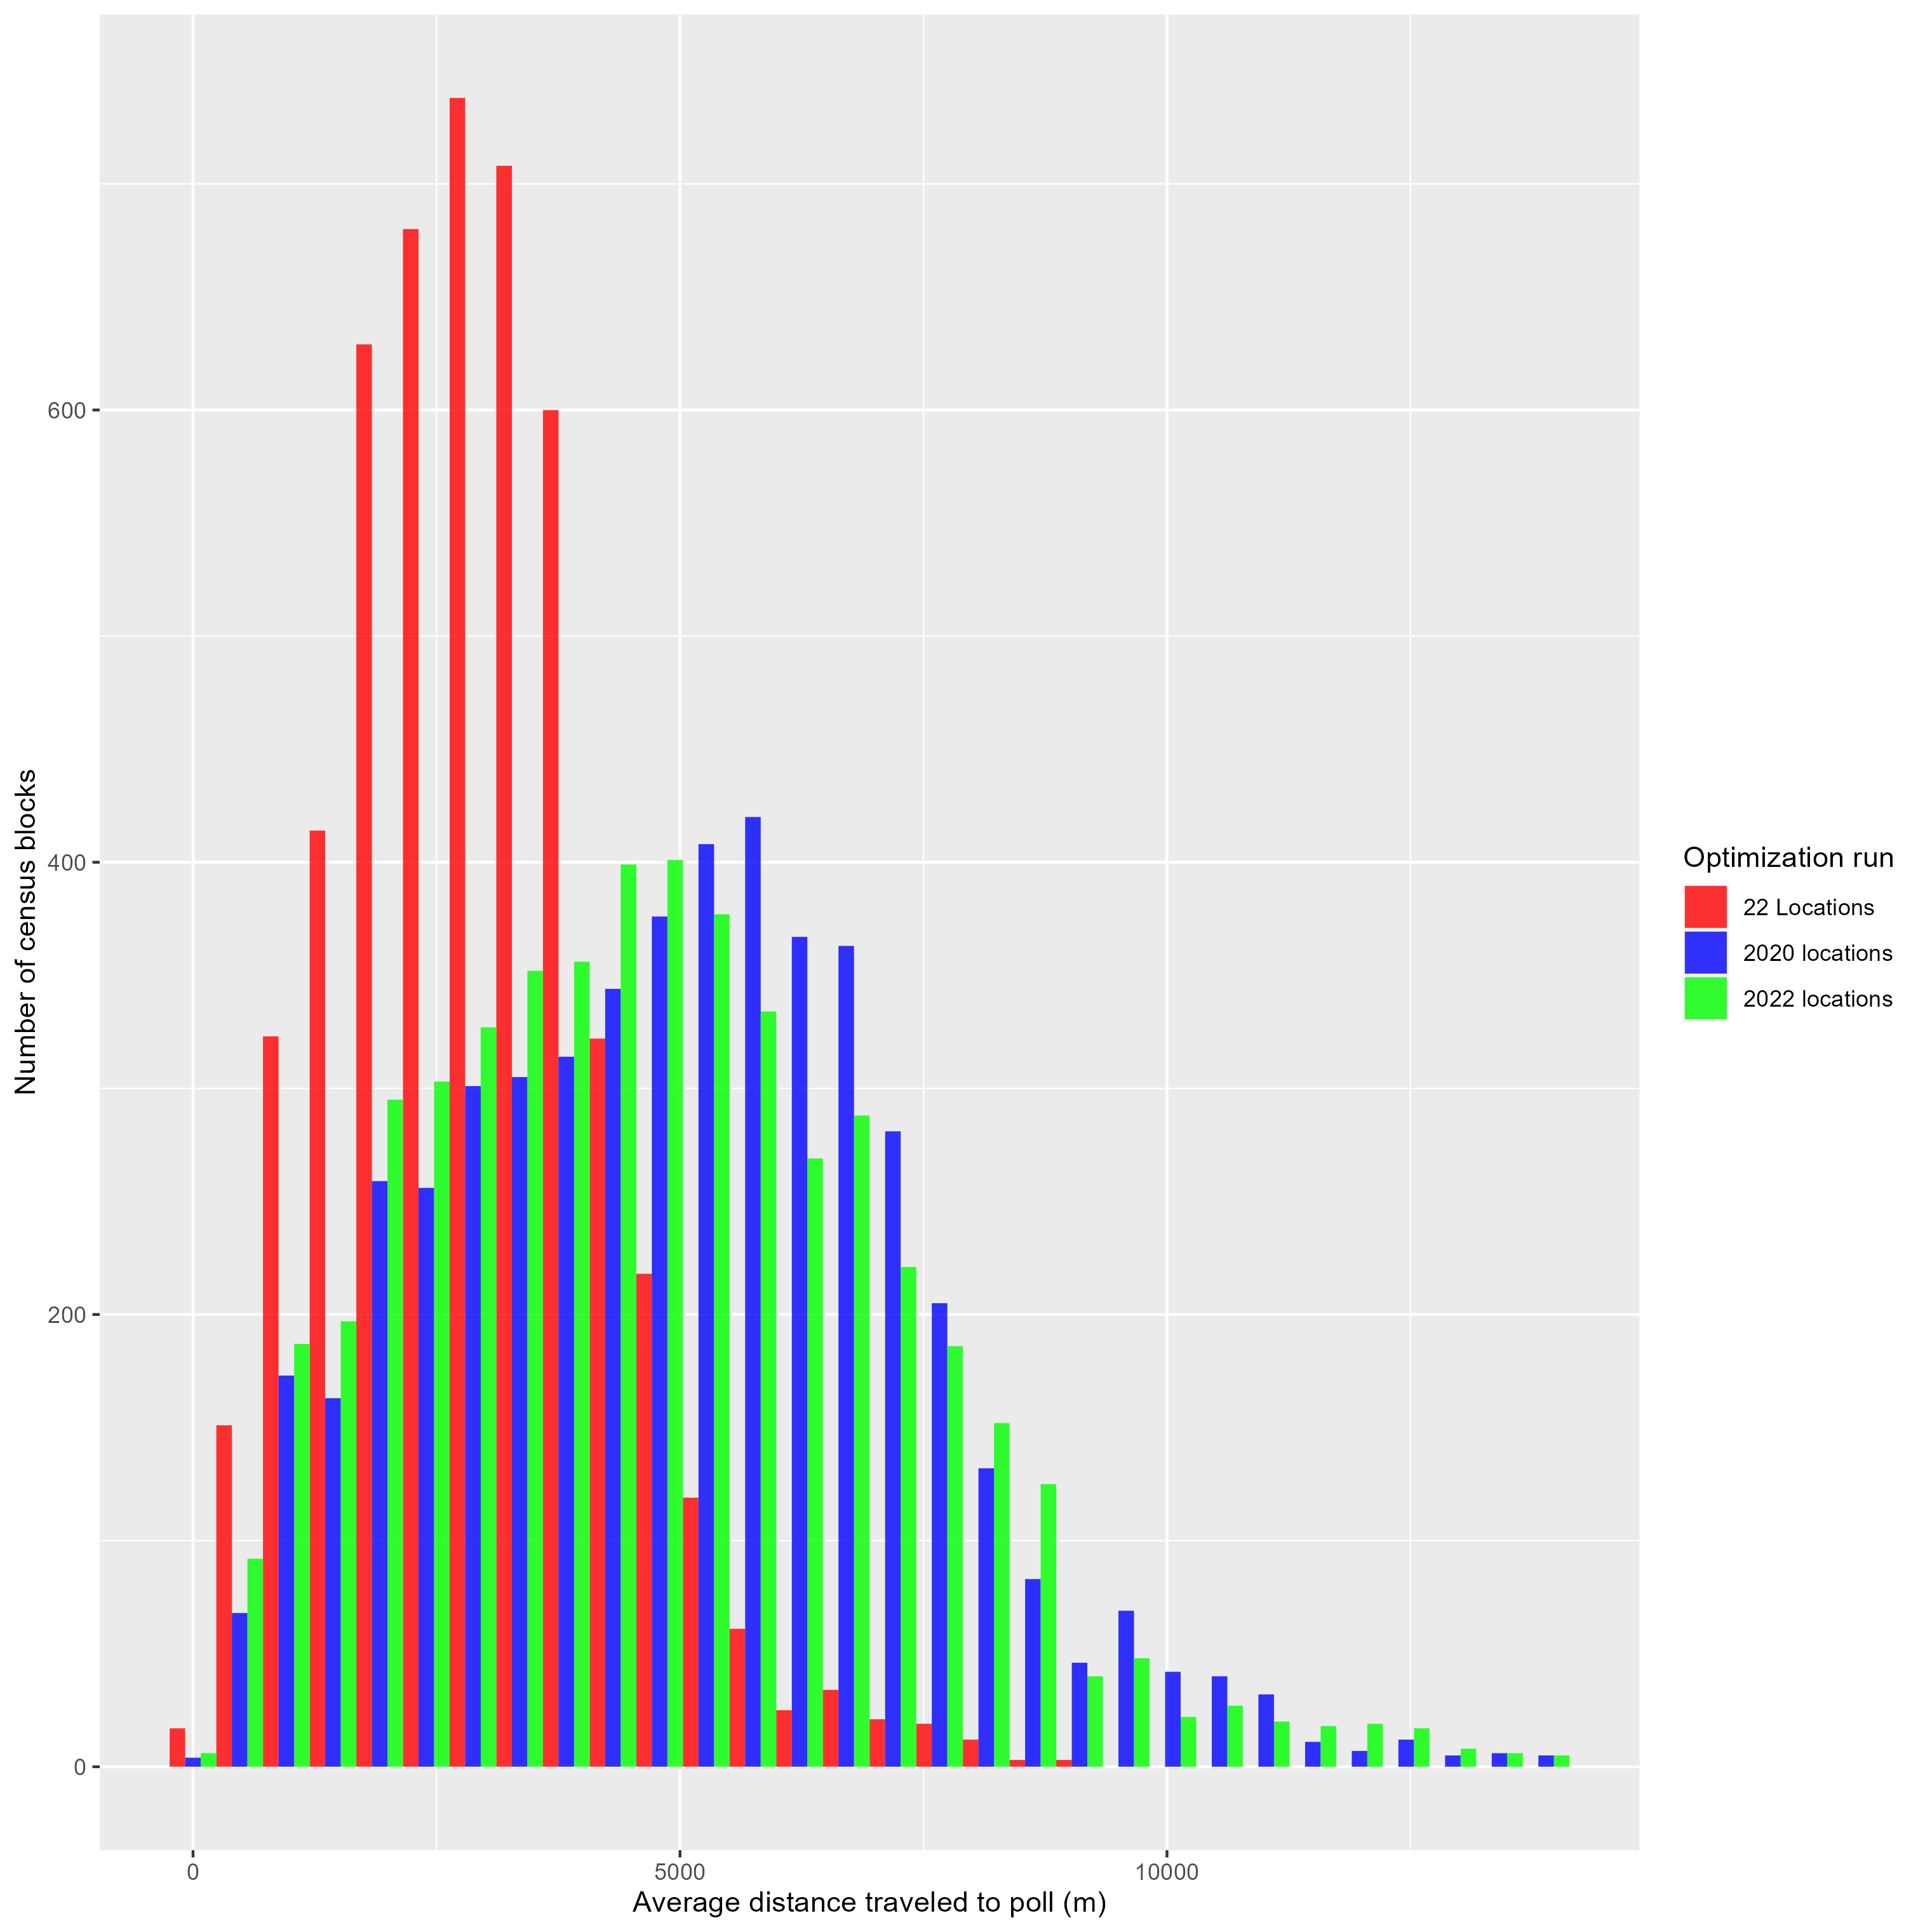 Number of census blocks
600
400
200
0
0
5000
10000
Average distance traveled to poll (m)
Optimization run
22 Locations
2020 locations
2022 locations